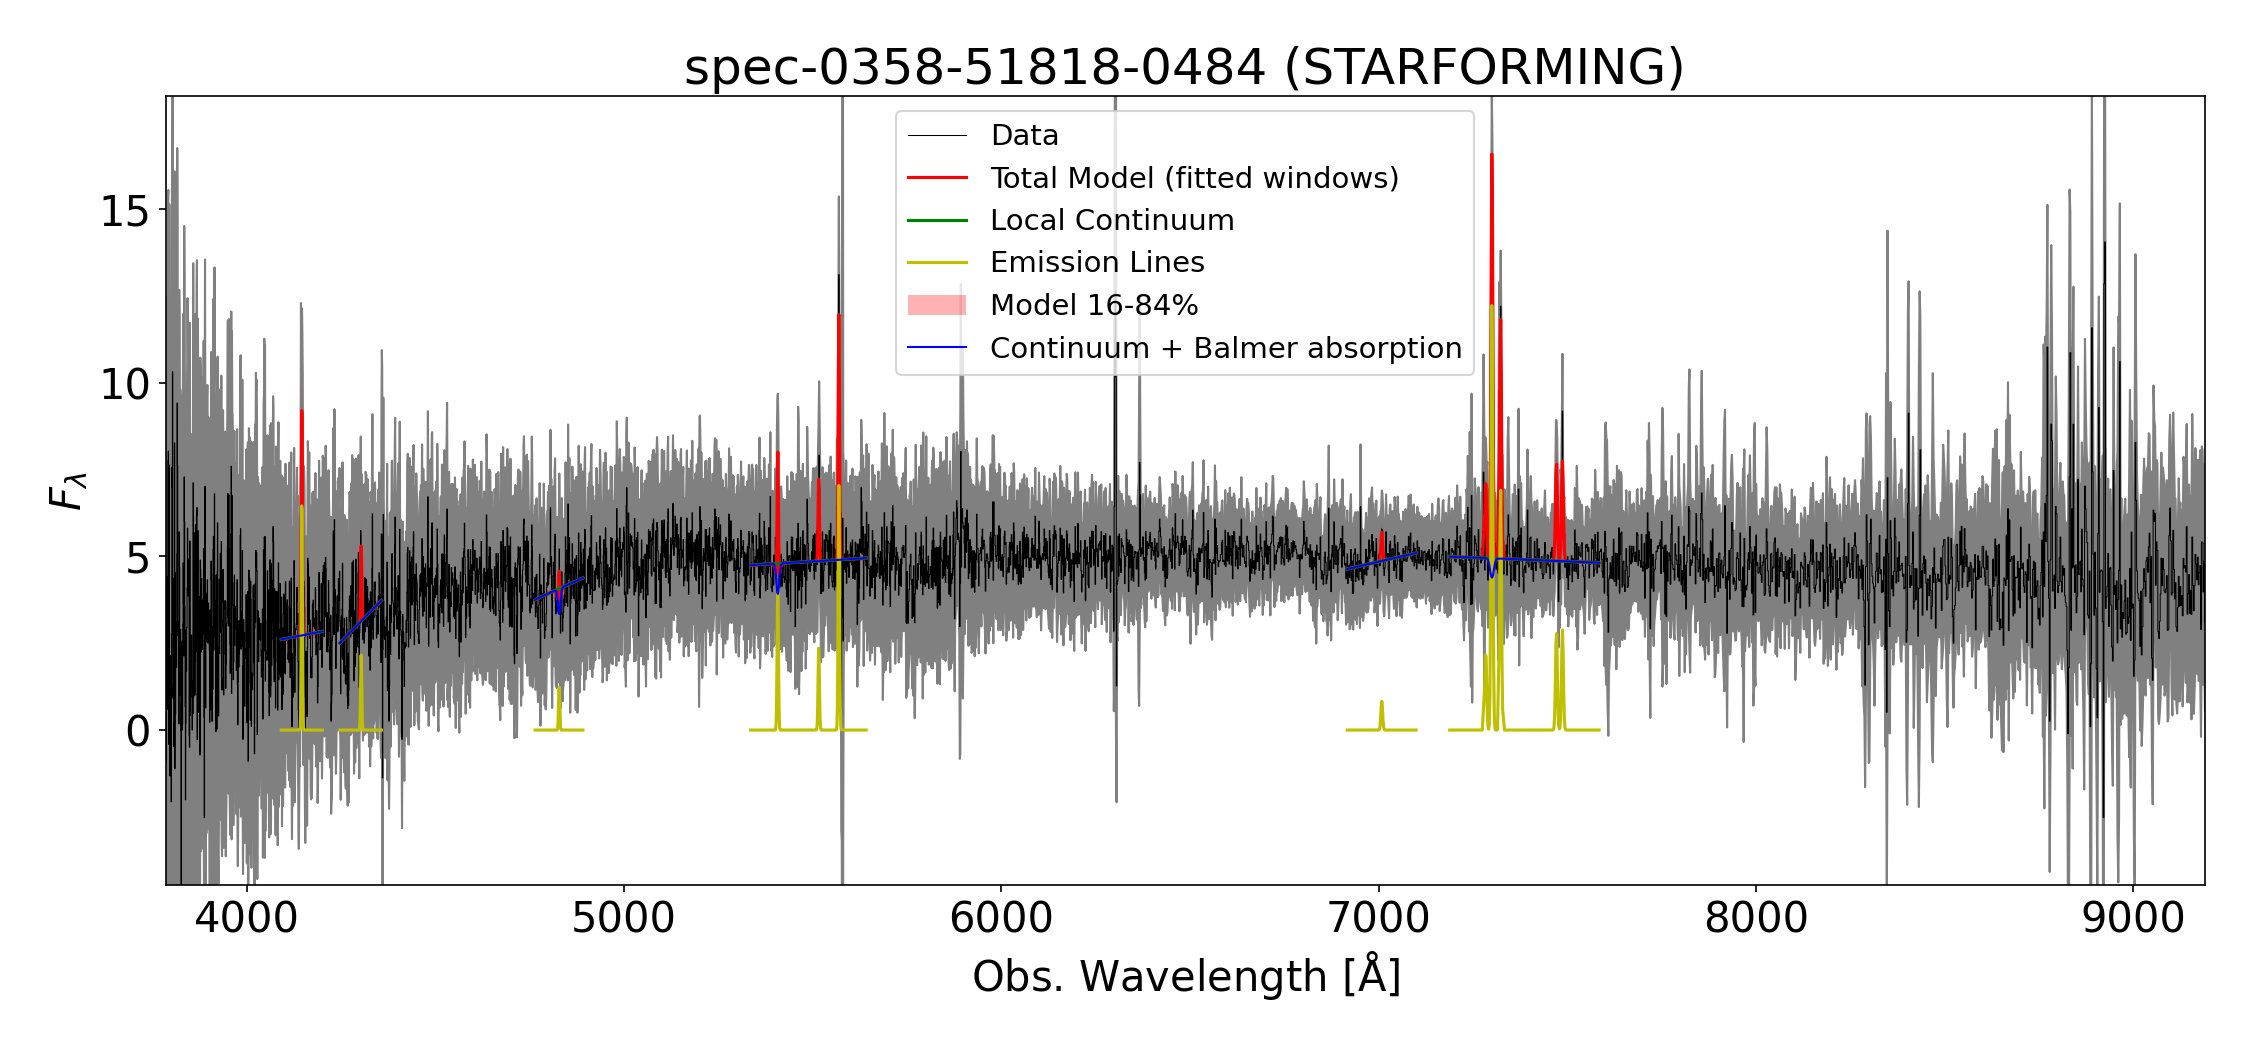 spec-0358-51818-0484 (STARFORMING)
Data
Total Model (fitted windows)
Local Continuum
Emission Lines
Model 16-84%
Continuum + Balmer absorption
15
10
5
0
Fλ
4000 5000 6000 7000 8000 9000
Obs. Wavelength [Å]